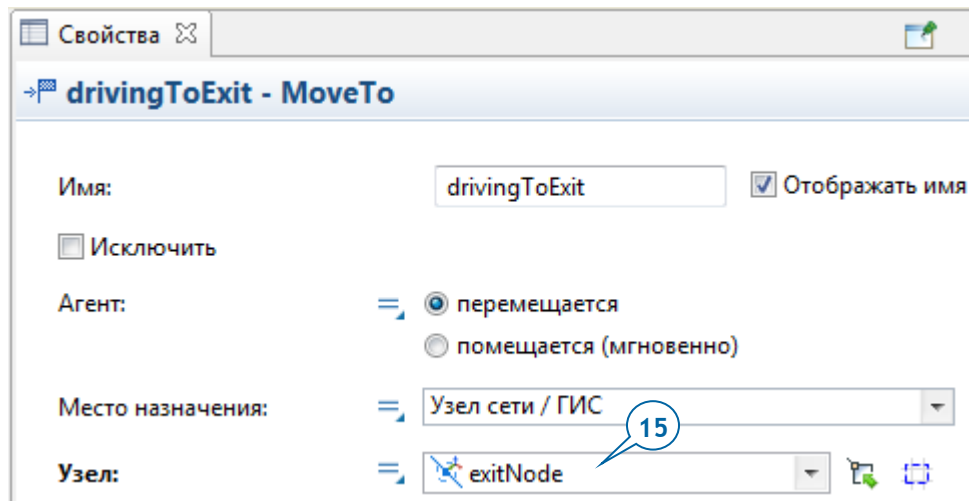 Свойства
drivingToExit - MoveTo
Имя: drivingToExit Отображать имя
Исключить
Агент: перемещается
помещается (мгновенно)
Место назначения: Узел сети / ГИС
15
Узел: exitNode